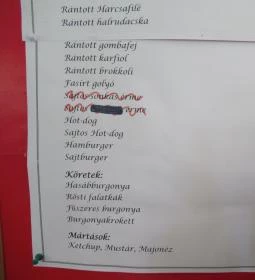 Rántott Harcsafilé
Rántott halrudacska
Rántott gombafej
Rántott karfiol
Rántott brokkoli
Fasírt golyó
Hot-dog
Sajtos Hot-dog
Hamburger
Sajtburger
Köretek:
Hasábburgonya
Rösti falatkák
Fűszeres burgonya
Burgonyakrokett
Mártások:
Ketchup, Mustár, Majonéz